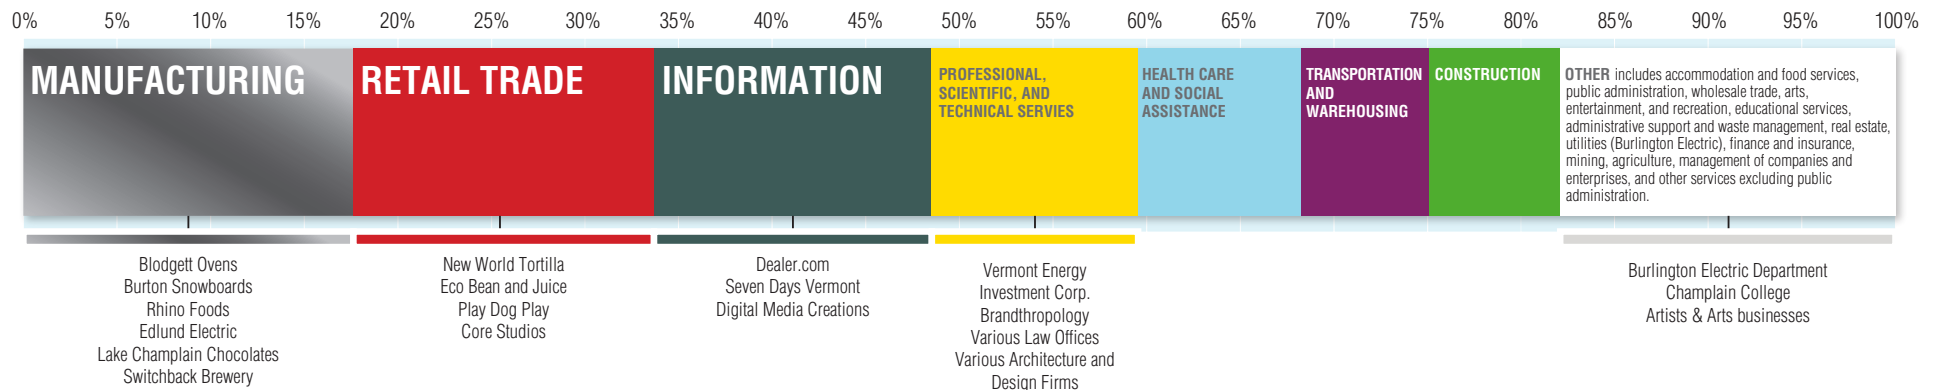 0% 5% 10% 15% 20% 25% 30% 35% 40% 45% 50% 55% 60% 65% 70% 75% 80% 85% 90% 95% 100%
MANUFACTURING
RETAIL TRADE
INFORMATION
PROFESSIONAL,
SCIENTIFIC, AND
TECHNICAL SERVIES
HEALTH CARE
AND SOCIAL
ASSISTANCE
TRANSPORTATION
AND
WAREHOUSING
CONSTRUCTION
OTHER includes accommodation and food services,
public administration, wholesale trade, arts,
entertainment, and recreation, educational services,
administrative support and waste management, real estate,
utilities (Burlington Electric), finance and insurance,
mining, agriculture, management of companies and
enterprises, and other services excluding public
administration.
Blodgett Ovens
Burton Snowboards
Rhino Foods
Edlund Electric
Lake Champlain Chocolates
Switchback Brewery
New World Tortilla
Eco Bean and Juice
Play Dog Play
Core Studios
Dealer.com
Seven Days Vermont
Digital Media Creations
Vermont Energy
Investment Corp.
Brandthropology
Various Law Offices
Various Architecture and
Design Firms
Burlington Electric Department
Champlain College
Artists & Arts businesses